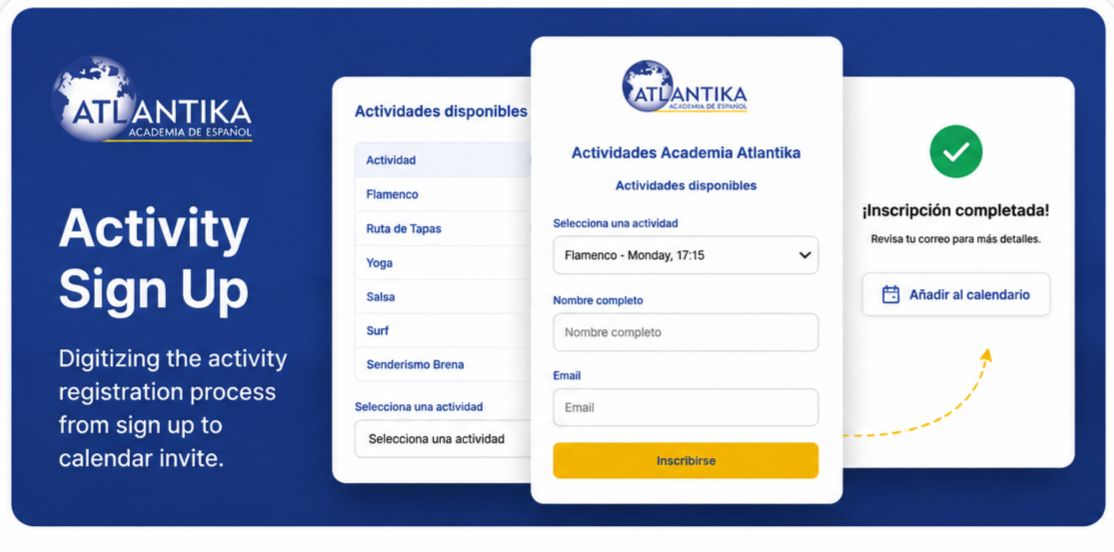 ATLANTIKA
ACADEMIA DE ESPAÑOL
Activity
Sign Up
Digitizing the activity
registration process
from sign up to
calendar invite.
Actividades disponibles
Actividad
Flamenco
Ruta de Tapas
Yoga
Salsa
Surf
Senderismo Brena
Selecciona una actividad
Selecciona una actividad
ATLANTIKA
ACADEMIA DE ESPAÑOL
Actividades Academia Atlantika
Actividades disponibles
Selecciona una actividad
Flamenco - Monday, 17:15
Nombre completo
Nombre completo
Email
Email
Inscribirse
¡Inscripción completada!
Revisa tu correo para más detalles.
Añadir al calendario